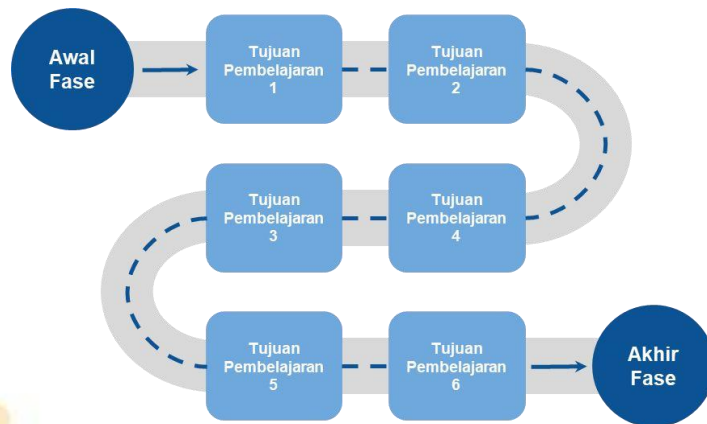 Awal
Fase
Tujuan
Pembelajaran
1
Tujuan
Pembelajaran
2
Tujuan
Pembelajaran
3
Tujuan
Pembelajaran
4
Tujuan
Pembelajaran
5
Tujuan
Pembelajaran
6
Akhir
Fase